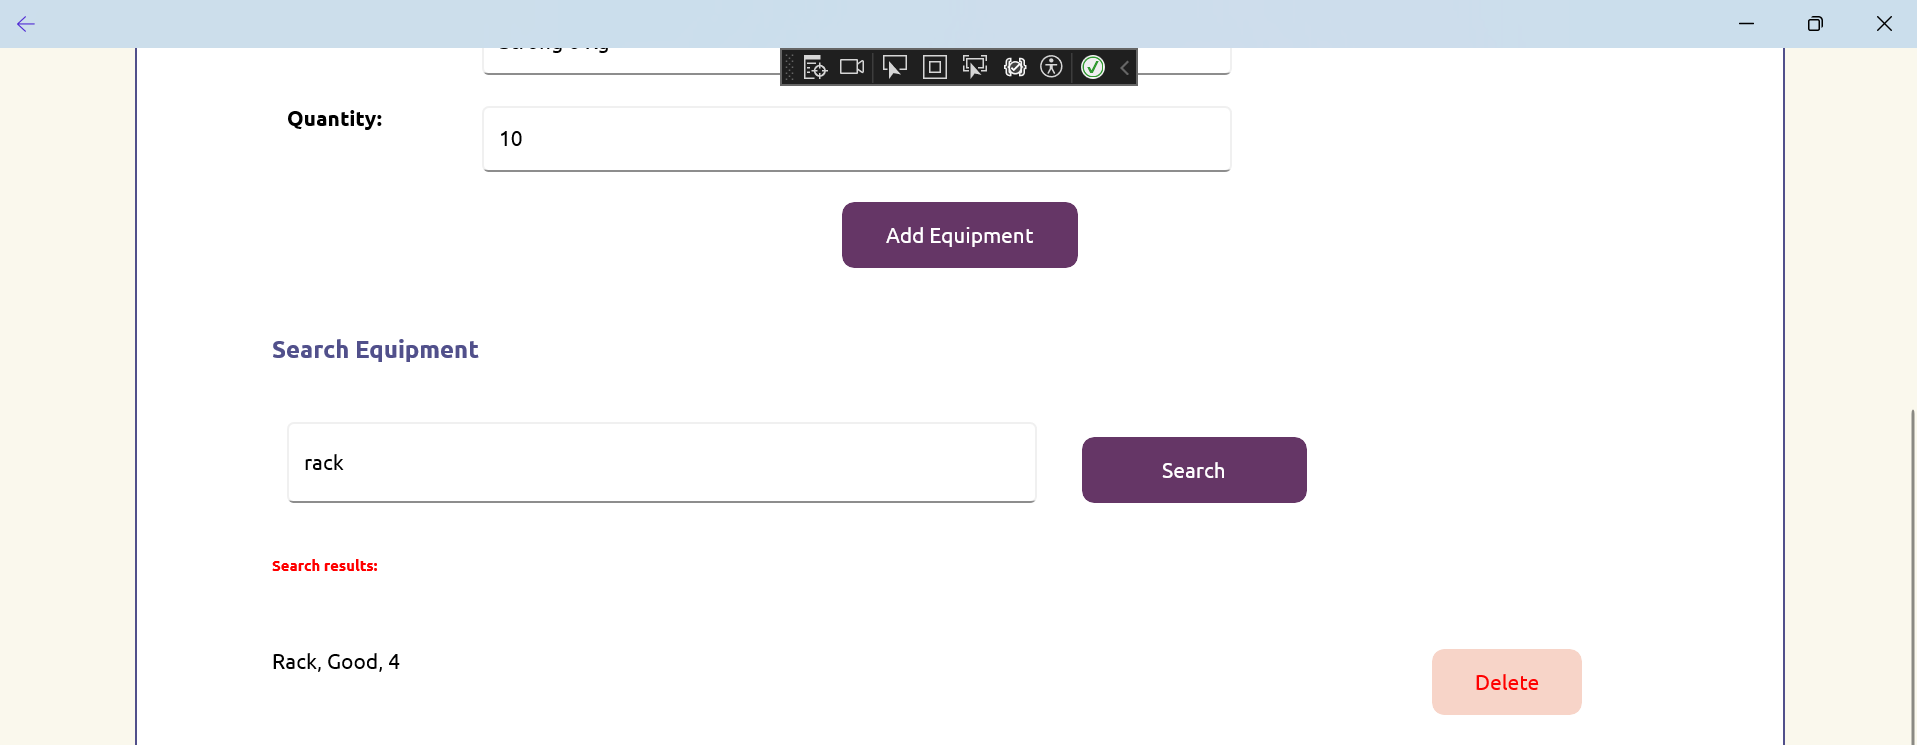 Quantity:
10
Add Equipment
Search Equipment
rack
Search
Search results:
Rack, Good, 4
Delete